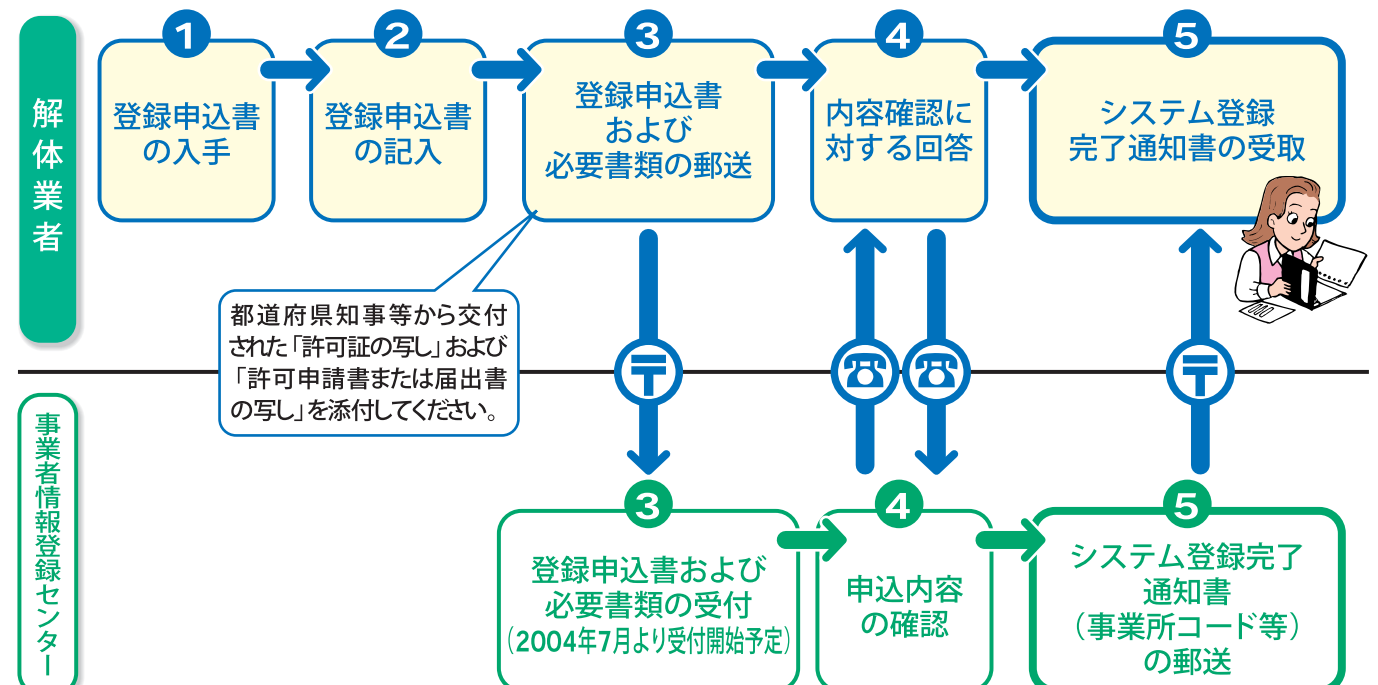 解体業者
1
登録申込書
の入手
2
登録申込書
の記入
3
登録申込書
および
必要書類の郵送
4
内容確認に
対する回答
5
システム登録
完了通知書の受取
都道府県知事等から交付
された「許可証の写し」および
「許可申請書または届出書
の写し」を添付してください。
〒
〒
事業者情報登録センター
3
登録申込書および
必要書類の受付
(2004年7月より受付開始予定)
4
申込内容
の確認
5
システム登録完了
通知書
(事業所コード等)
の郵送